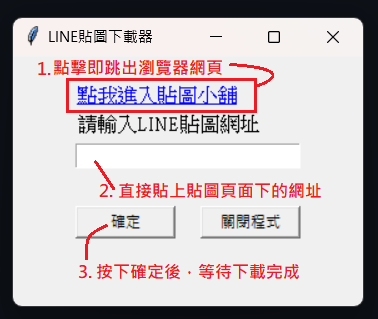 LINE貼圖下載器
1.點擊即跳出瀏覽器網頁
點我進入貼圖小舖
請輸入LINE貼圖網址
2. 直接貼上貼圖頁面下的網址
確定
關閉程式
3. 按下確定後，等待下載完成